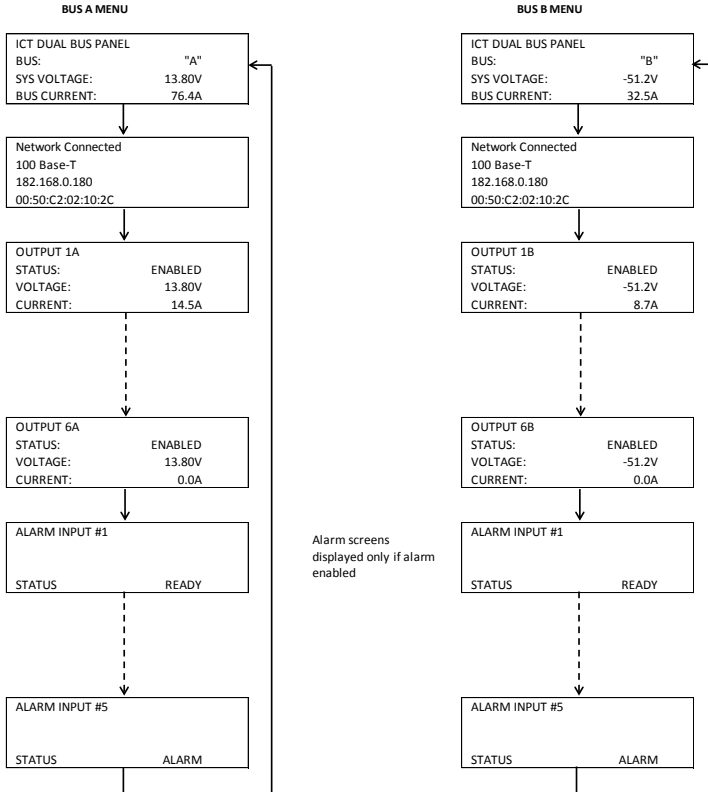 BUS A MENU
ICT DUAL BUS PANEL
BUS: "A"
SYS VOLTAGE: 13.80V
BUS CURRENT: 76.4A
Network Connected
100 Base-T
182.168.0.180
00:50:C2:02:10:2C
OUTPUT 1A
STATUS: ENABLED
VOLTAGE: 13.80V
CURRENT: 14.5A
OUTPUT 6A
STATUS: ENABLED
VOLTAGE: 13.80V
CURRENT: 0.0A
ALARM INPUT #1
STATUS READY
ALARM INPUT #5
STATUS ALARM
Alarm screens
displayed only if alarm
enabled
BUS B MENU
ICT DUAL BUS PANEL
BUS: "B"
SYS VOLTAGE: -51.2V
BUS CURRENT: 32.5A
Network Connected
100 Base-T
182.168.0.180
00:50:C2:02:10:2C
OUTPUT 1B
STATUS: ENABLED
VOLTAGE: -51.2V
CURRENT: 8.7A
OUTPUT 6B
STATUS: ENABLED
VOLTAGE: -51.2V
CURRENT: 0.0A
ALARM INPUT #1
STATUS READY
ALARM INPUT #5
STATUS ALARM